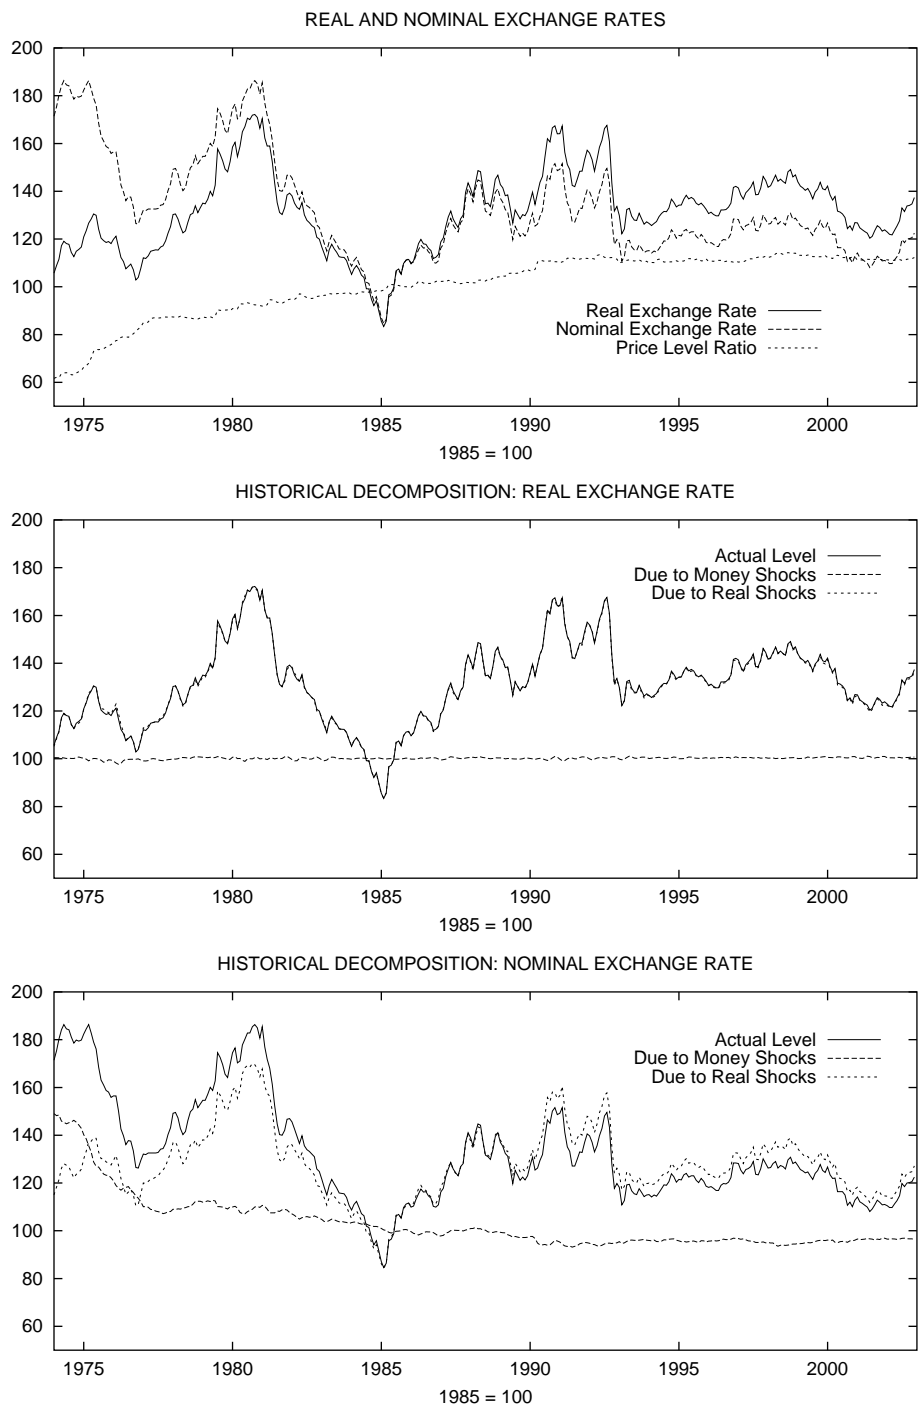 REAL AND NOMINAL EXCHANGE RATES
200
180
160
140
120
100
80
60
Real Exchange Rate
Nominal Exchange Rate
Price Level Ratio
1975 1980 1985 1990 1995 2000
1985 = 100
HISTORICAL DECOMPOSITION: REAL EXCHANGE RATE
200
180
160
140
120
100
80
60
Actual Level
Due to Money Shocks
Due to Real Shocks
1975 1980 1985 1990 1995 2000
1985 = 100
HISTORICAL DECOMPOSITION: NOMINAL EXCHANGE RATE
200
180
160
140
120
100
80
60
Actual Level
Due to Money Shocks
Due to Real Shocks
1975 1980 1985 1990 1995 2000
1985 = 100